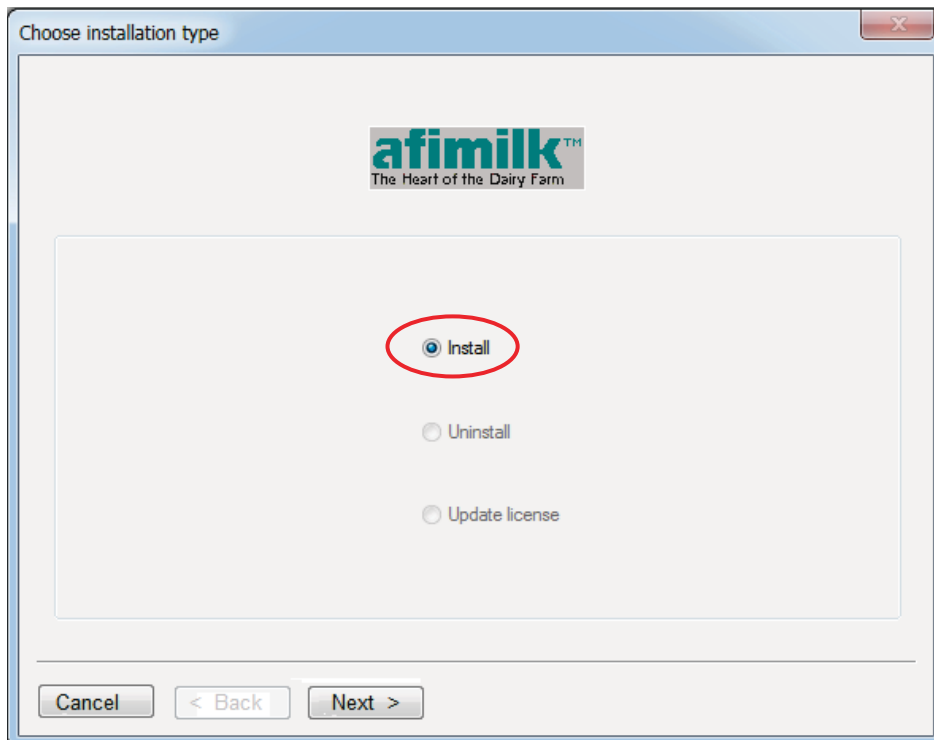 Choose installation type
afimilk™
The Heart of the Dairy Farm
Install
Uninstall
Update license
Cancel
< Back
Next >